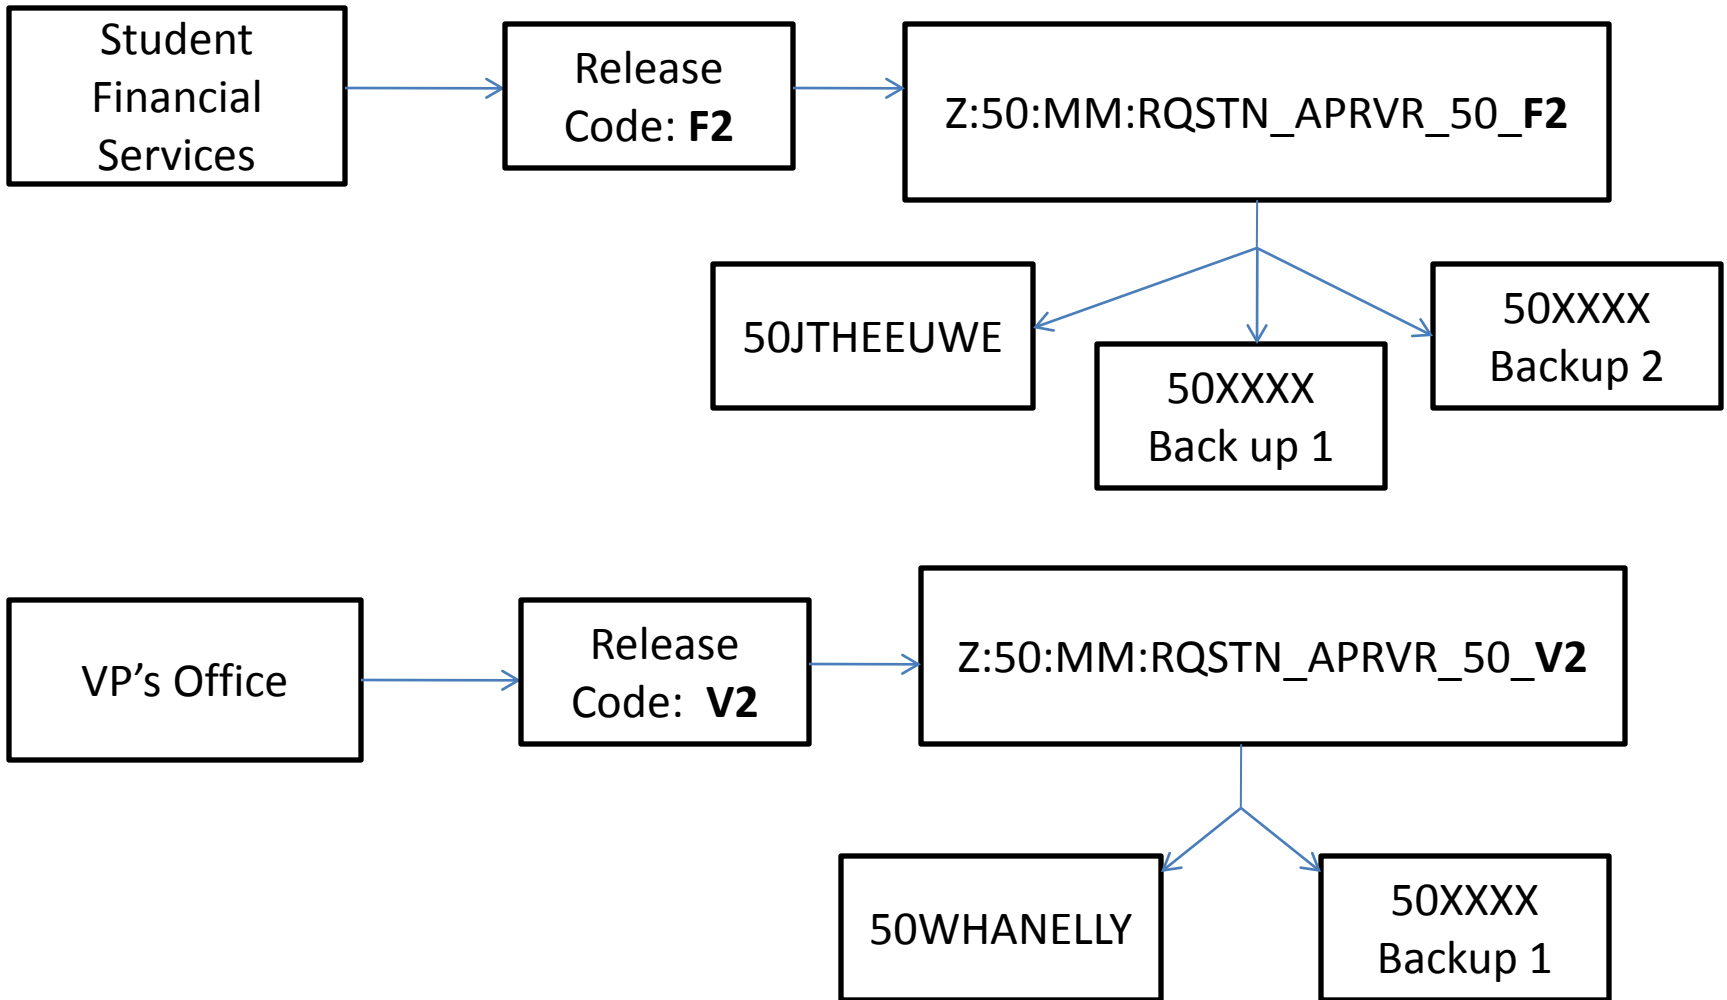 Student
Financial
Services
Release
Code: F2
Z:50:MM:RQSTN_APRVR_50_F2
50JTHEEUWE
50XXXX
Back up 1
50XXXX
Backup 2
VP’s Office
Release
Code: V2
Z:50:MM:RQSTN_APRVR_50_V2
50WHANELLY
50XXXX
Backup 1